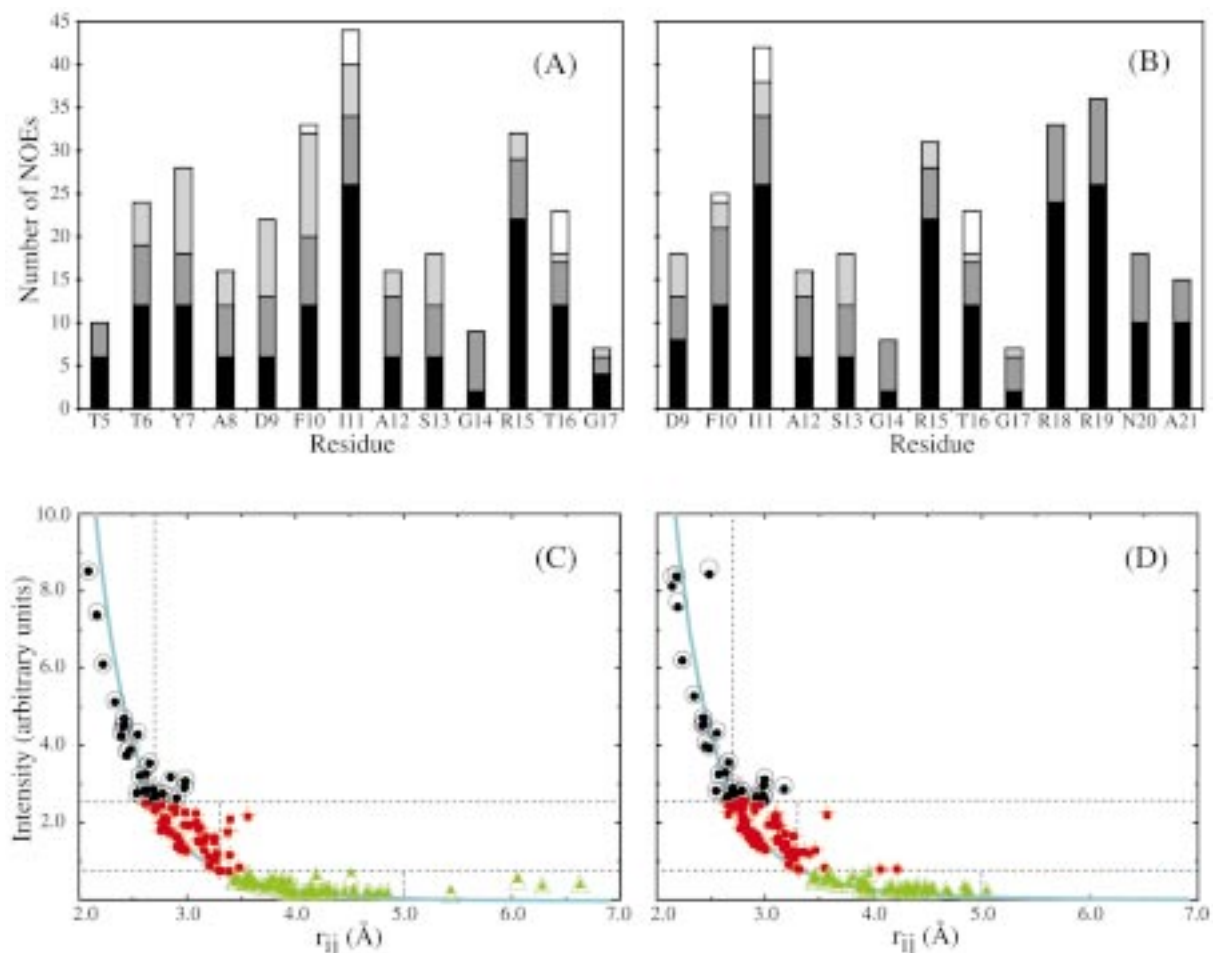 (A)
Number of NOEs
45
40
35
30
25
20
15
10
5
0
T5 T6 Y7 A8 D9 F10 I11 A12 S13 G14 R15 T16 G17
Residue
(B)
D9 F10 I11 A12 S13 G14 R15 T16 G17 R18 R19 N20 A21
Residue
(C)
Intensity (arbitrary units)
10.0
8.0
6.0
4.0
2.0
2.0 3.0 4.0 5.0 6.0 7.0
rij (Å)
(D)
2.0 3.0 4.0 5.0 6.0 7.0
rij (Å)